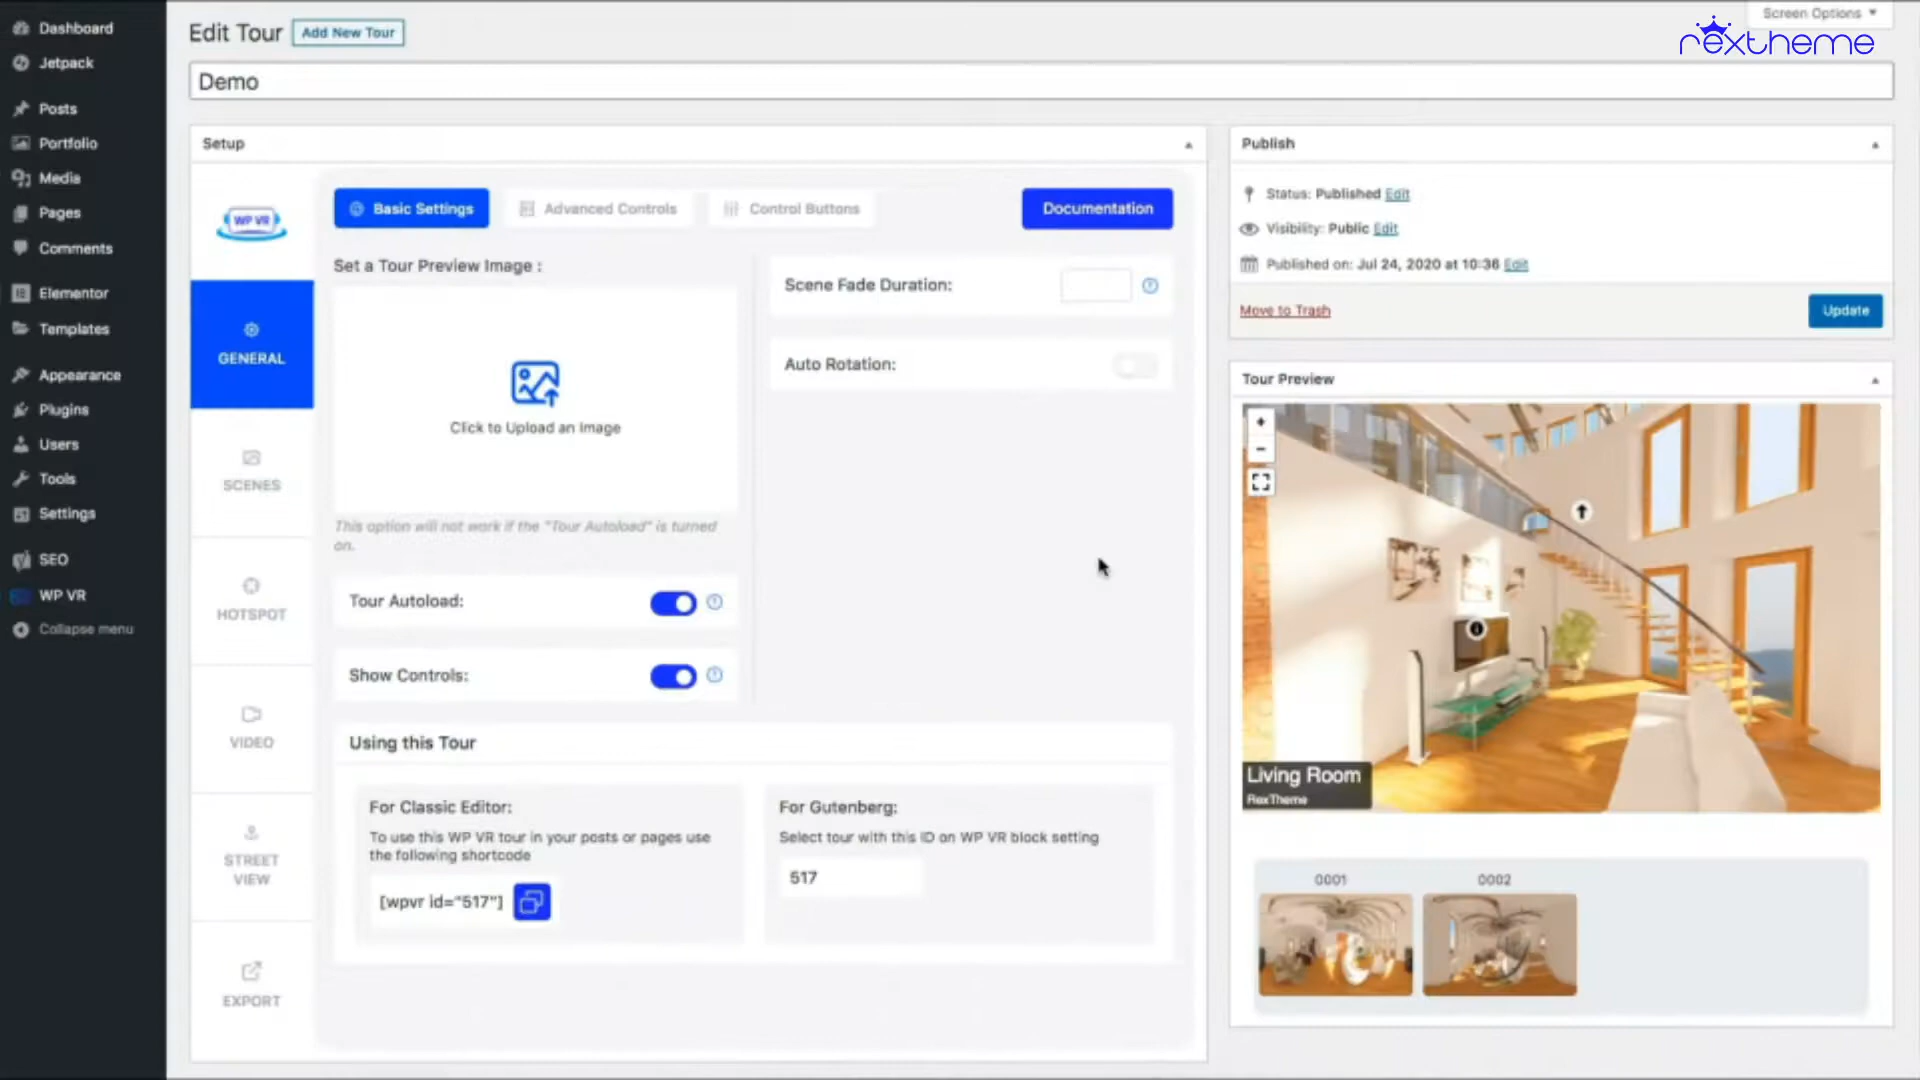 Dashboard
Jetpack
Posts
Portfolio
Media
Pages
Comments
Elementor
Templates
Appearance
Plugins
Users
Tools
Settings
SEO
WP VR
Collapse menu
Edit Tour
Add New Tour
Screen Options
rextheme
Demo
Setup
WP VR
GENERAL
SCENES
HOTSPOT
VIDEO
STREET
VIEW
EXPORT
Basic Settings
Advanced Controls
Control Buttons
Documentation
Set a Tour Preview Image :
Click to Upload an Image
This option will not work if the "Tour Autoload" is turned
on.
Tour Autoload:
Show Controls:
Scene Fade Duration:
Auto Rotation:
Using this Tour
For Classic Editor:
To use this WP VR tour in your posts or pages use
the following shortcode
[wpvr id="517"]
For Gutenberg:
Select tour with this ID on WP VR block setting
517
Publish
Status: Published Edit
Visibility: Public Edit
Published on: Jul 24, 2020 at 10:36 Edit
Move to Trash
Update
Tour Preview
Living Room
RexTheme
0001
0002